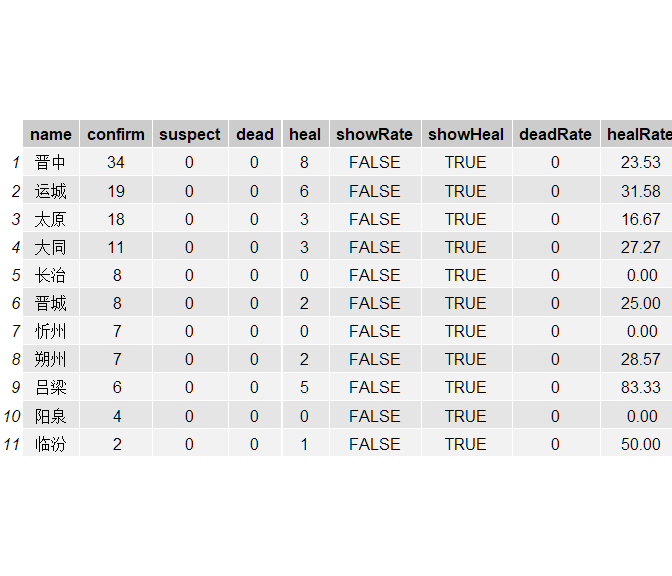 name confirm suspect dead heal showRate showHeal deadRate healRate
1 晋中 34 0 0 8 FALSE TRUE 0 23.53
2 运城 19 0 0 6 FALSE TRUE 0 31.58
3 太原 18 0 0 3 FALSE TRUE 0 16.67
4 大同 11 0 0 3 FALSE TRUE 0 27.27
5 长治 8 0 0 0 FALSE TRUE 0 0.00
6 晋城 8 0 0 2 FALSE TRUE 0 25.00
7 忻州 7 0 0 0 FALSE TRUE 0 0.00
8 朔州 7 0 0 2 FALSE TRUE 0 28.57
9 吕梁 6 0 0 5 FALSE TRUE 0 83.33
10 阳泉 4 0 0 0 FALSE TRUE 0 0.00
11 临汾 2 0 0 1 FALSE TRUE 0 50.00